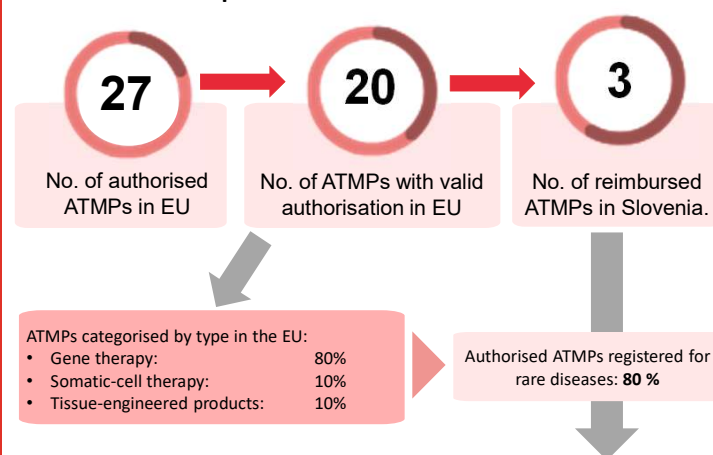 27
20
3
No. of authorised
ATMPs in EU
No. of ATMPs with valid
authorisation in EU
No. of reimbursed
ATMPs in Slovenia.
ATMPs categorised by type in the EU:
• Gene therapy: 80%
• Somatic-cell therapy: 10%
• Tissue-engineered products: 10%
Authorised ATMPs registered for
rare diseases: 80 %